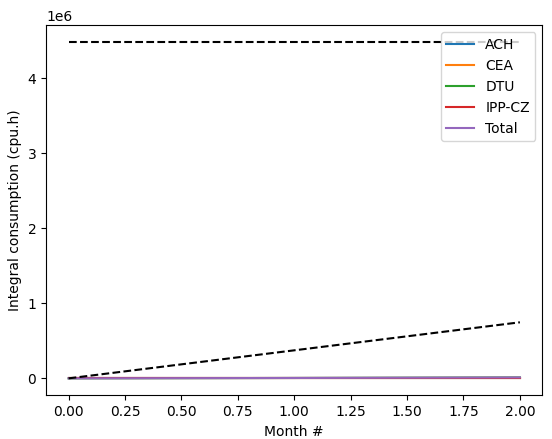 1e6
Integral consumption (cpu.h)
4
3
2
1
0
ACH
CEA
DTU
IPP-CZ
Total
0.00 0.25 0.50 0.75 1.00 1.25 1.50 1.75 2.00
Month #